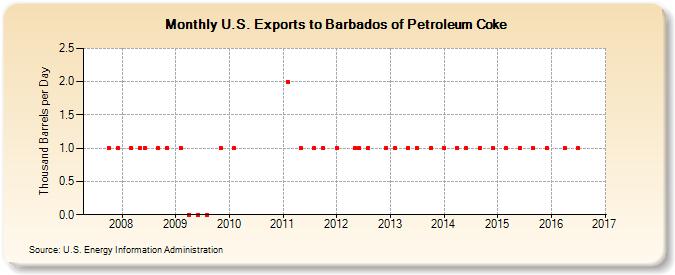 Monthly U.S. Exports to Barbados of Petroleum Coke
Thousand Barrels per Day
2.5
2.0
1.5
1.0
0.5
0.0
2008 2009 2010 2011 2012 2013 2014 2015 2016 2017
Source: U.S. Energy Information Administration